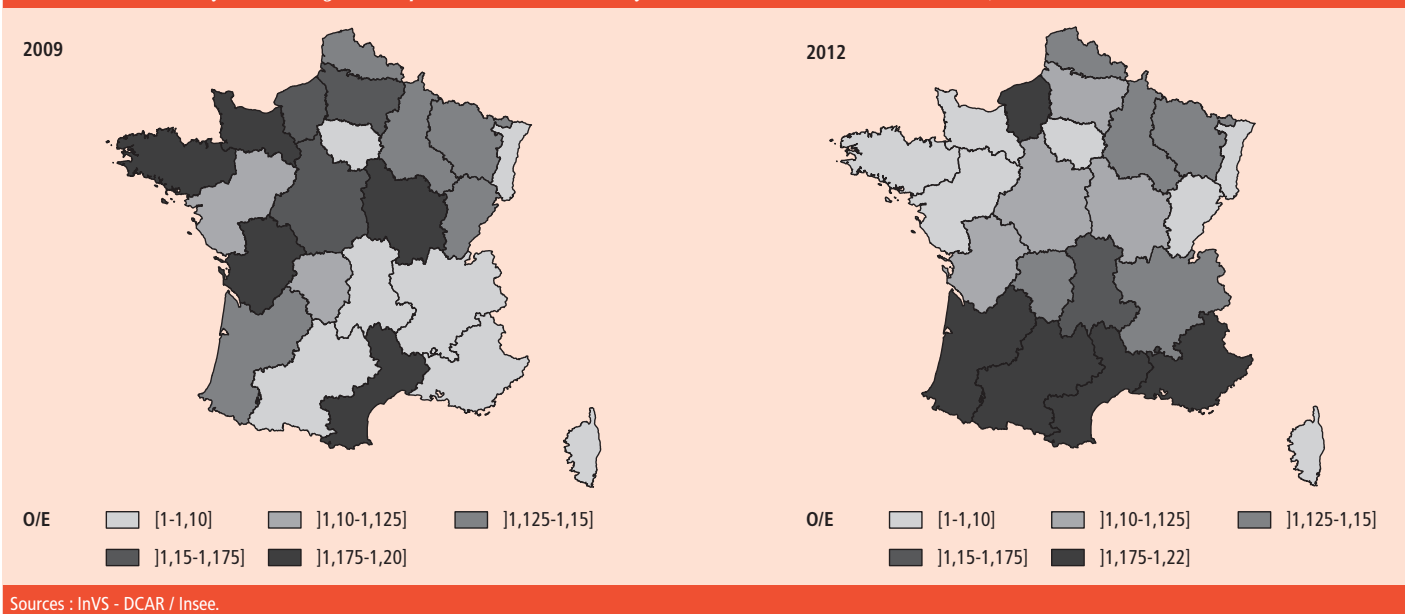 2009
2012
O/E [1-1,10] ]1,10-1,125] ]1,125-1,15]
]1,15-1,175] ]1,175-1,20]
O/E [1-1,10] ]1,10-1,125] ]1,125-1,15]
]1,15-1,175] ]1,175-1,22]
Sources : InVS - DCAR / Insee.